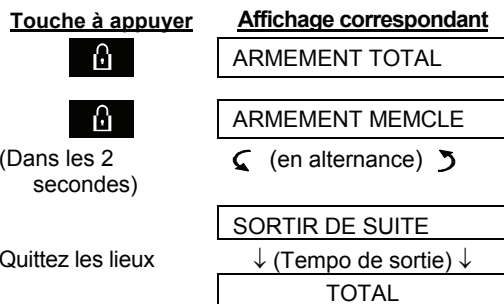 Touche à appuyer Affichage correspondant
ARMEMENT TOTAL
ARMEMENT MEMCLE
(Dans les 2 (en alternance)
secondes)
SORTIR DE SUITE
Quittez les lieux ↓ (Tempo de sortie) ↓
TOTAL